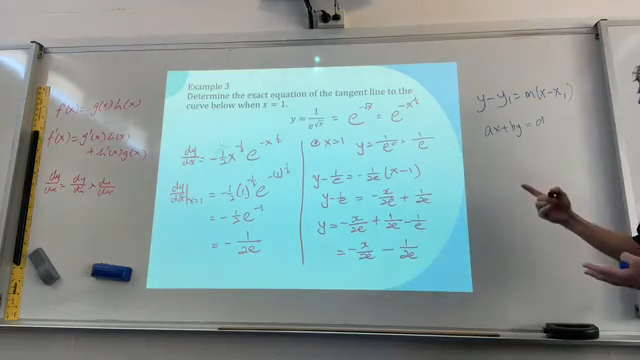 f(x) = g(x) h(x)
f'(x) = g'(x) h(x)
+ h'(x) g(x)
dy/dx = dy/du × du/dx
Example 3
Determine the exact equation of the tangent line to the
curve below when x = 1.
y = 1/e^√x = e^(-√x) = e^(-x^(1/2))
dy/dx = -1/2 x^(-1/2) e^(-x^(1/2))
dy/dx|x=1 = -1/2 (1)^(-1/2) e^(-(1)^(1/2))
= -1/2 e^(-1)
= - 1/2e
@ x=1 y = 1/e^√1 = 1/e
y - 1/e = -1/2e (x-1)
y - 1/e = -x/2e + 1/2e
y = -x/2e + 1/2e - 1/e
= -x/2e - 1/2e
y - y₁ = m(x - x₁)
ax + by = d